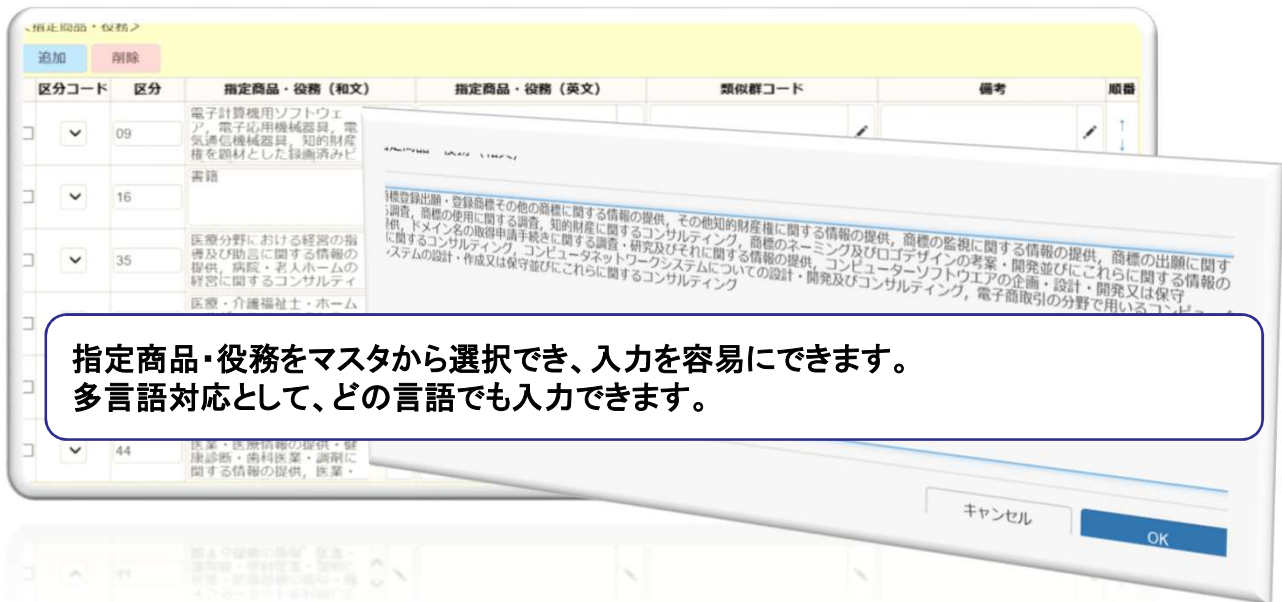 指定商品・役務>
追加 削除
区分コード 区分 指定商品・役務（和文） 指定商品・役務（英文） 類似群コード 備考 順番
09
電子計算機用ソフトウェ
ア，電子応用機械器具，電
気通信機械器具，知的財産
権を題材とした録画済みビ
16
書籍
35
医療分野における経営の指
導及び助言に関する情報の
提供，病院・老人ホームの
経営に関するコンサルティ
医療・介護福祉士・ホーム
44
医業・医療情報の提供・健
康診断・歯科医業・調剤に
関する情報の提供，医業・
商標登録出願・登録商標その他の商標に関する情報の提供，その他知的財産権に関する情報の提供，商標の監視に関する情報の提供，商標の出願に関す
る調査，商標の使用に関する調査，知的財産に関するコンサルティング，商標のネーミング及びロゴデザインの考案・開発並びにこれらに関する情報の
提供，ドメイン名の取得申請手続きに関する調査・研究及びそれに関する情報の提供，コンピューターソフトウエアの企画・設計・開発又は保守
に関するコンサルティング，コンピュータネットワークシステムについての設計・開発及びコンサルティング，電子商取引の分野で用いるコンピュータ
システムの設計・作成又は保守並びにこれらに関するコンサルティング
指定商品・役務をマスタから選択でき、入力を容易にできます。
多言語対応として、どの言語でも入力できます。
キャンセル OK